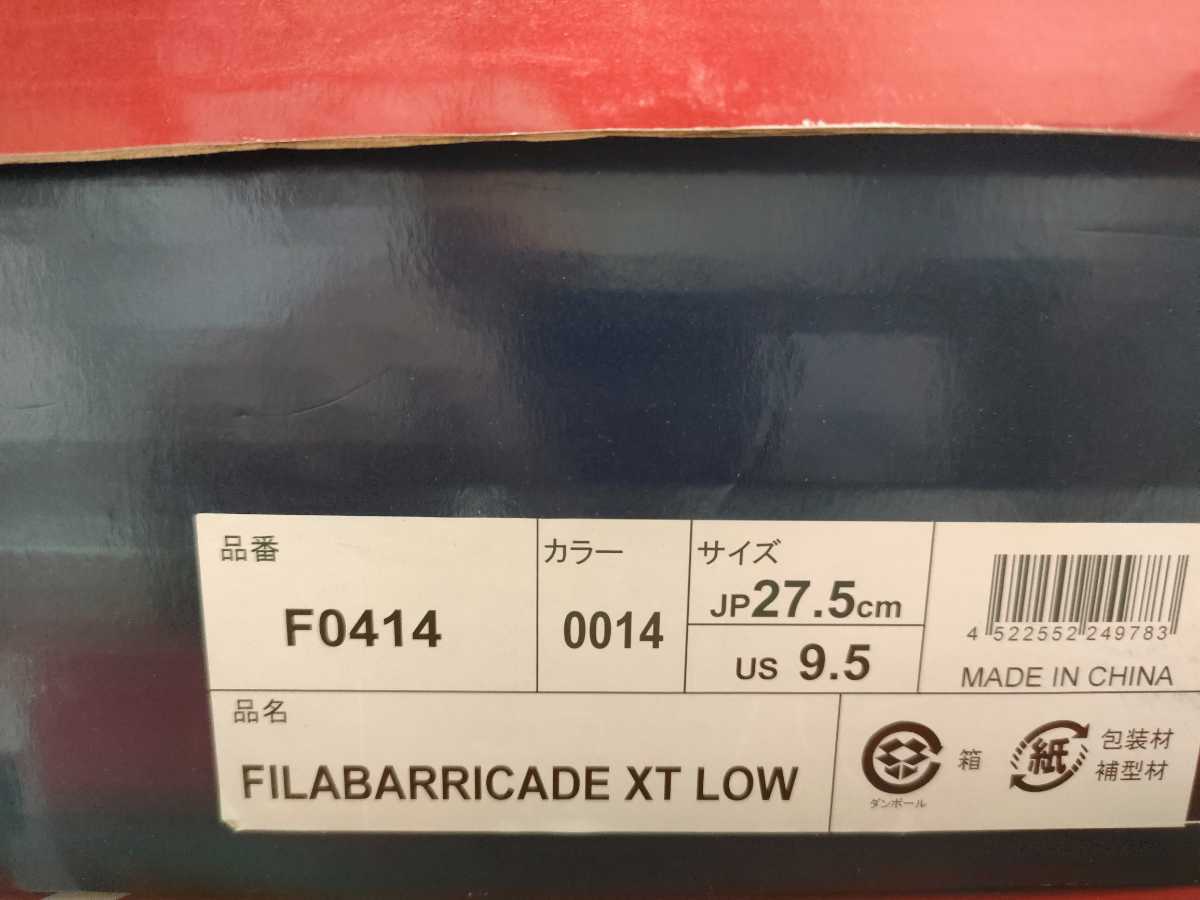 品番
F0414
カラー
0014
サイズ
JP27.5cm
US 9.5
4 522552 249783
MADE IN CHINA
品名
FILABARRICADE XT LOW
ダンボール
箱
紙
包装材
補型材